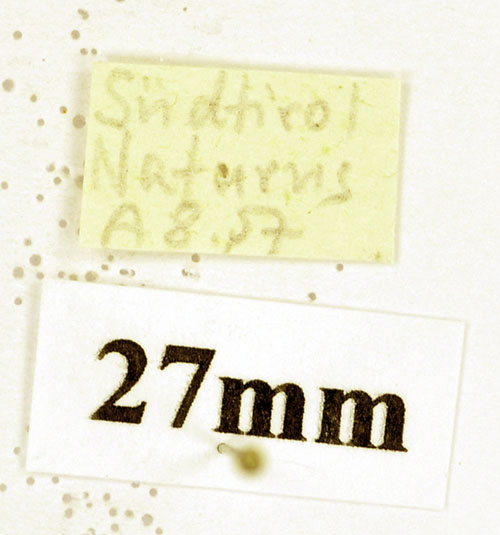 Südtirol
Naturns
A 8.57
27mm